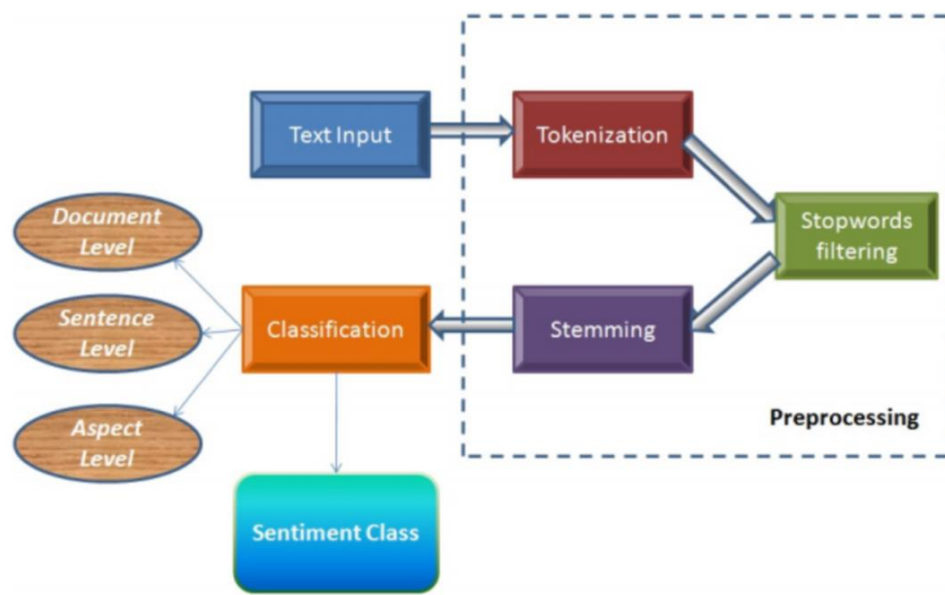 Text Input
Tokenization
Stopwords
filtering
Document
Level
Sentence
Level
Aspect
Level
Classification
Stemming
Preprocessing
Sentiment Class